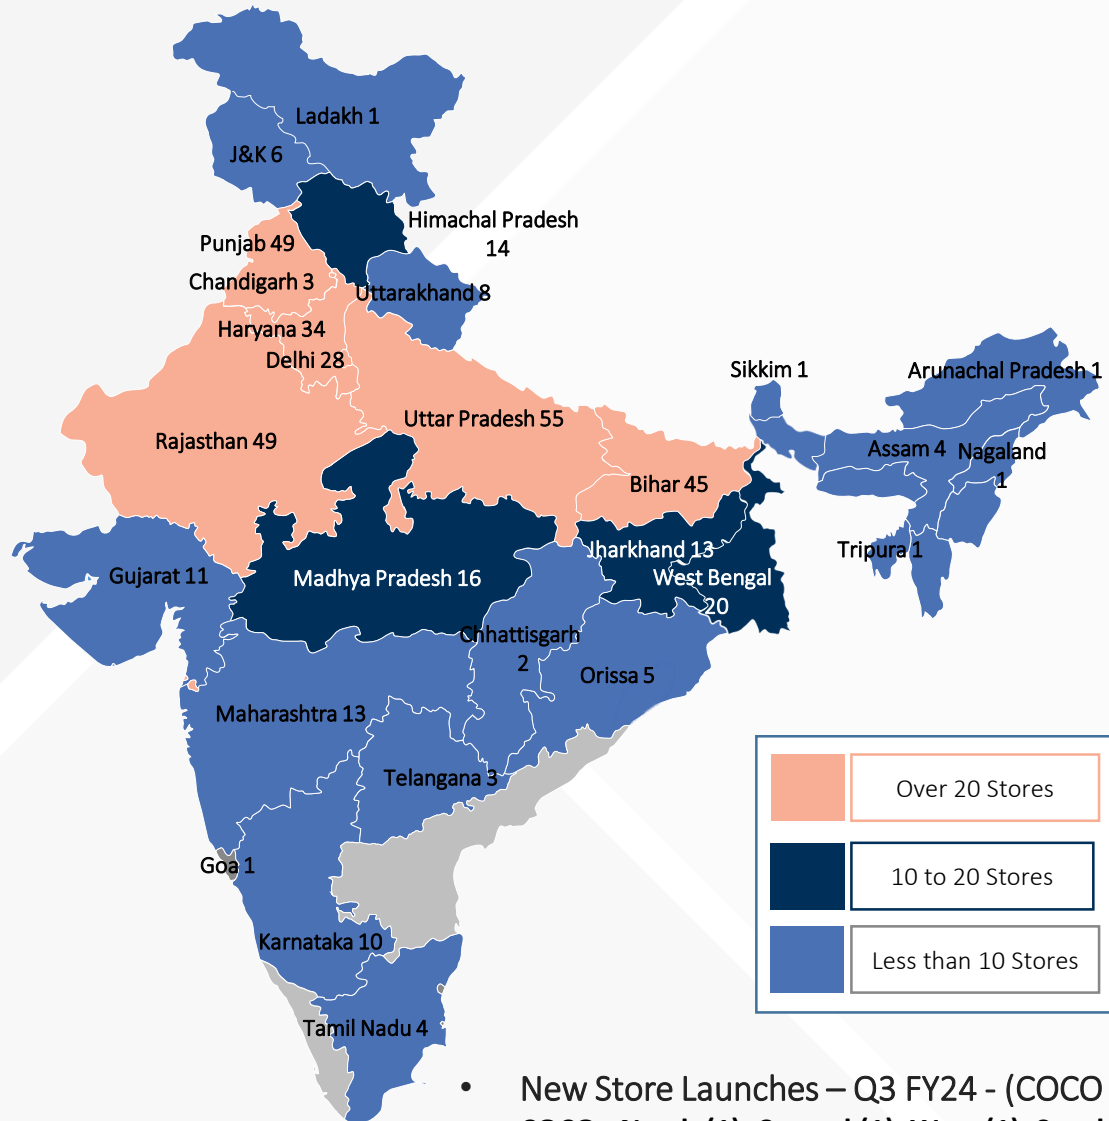 Ladakh 1
J&K 6
Himachal Pradesh
14
Punjab 49
Chandigarh 3
Uttarakhand 8
Haryana 34
Delhi 28
Sikkim 1
Arunachal Pradesh 1
Uttar Pradesh 55
Rajasthan 49
Assam 4
Nagaland
1
Bihar 45
Jharkhand 13
Tripura 1
Gujarat 11
Madhya Pradesh 16
West Bengal
20
Chhattisgarh
2
Orissa 5
Maharashtra 13
Telangana 3
Over 20 Stores
Goa 1
10 to 20 Stores
Karnataka 10
Less than 10 Stores
Tamil Nadu 4
• New Store Launches – Q3 FY24 - (COCO